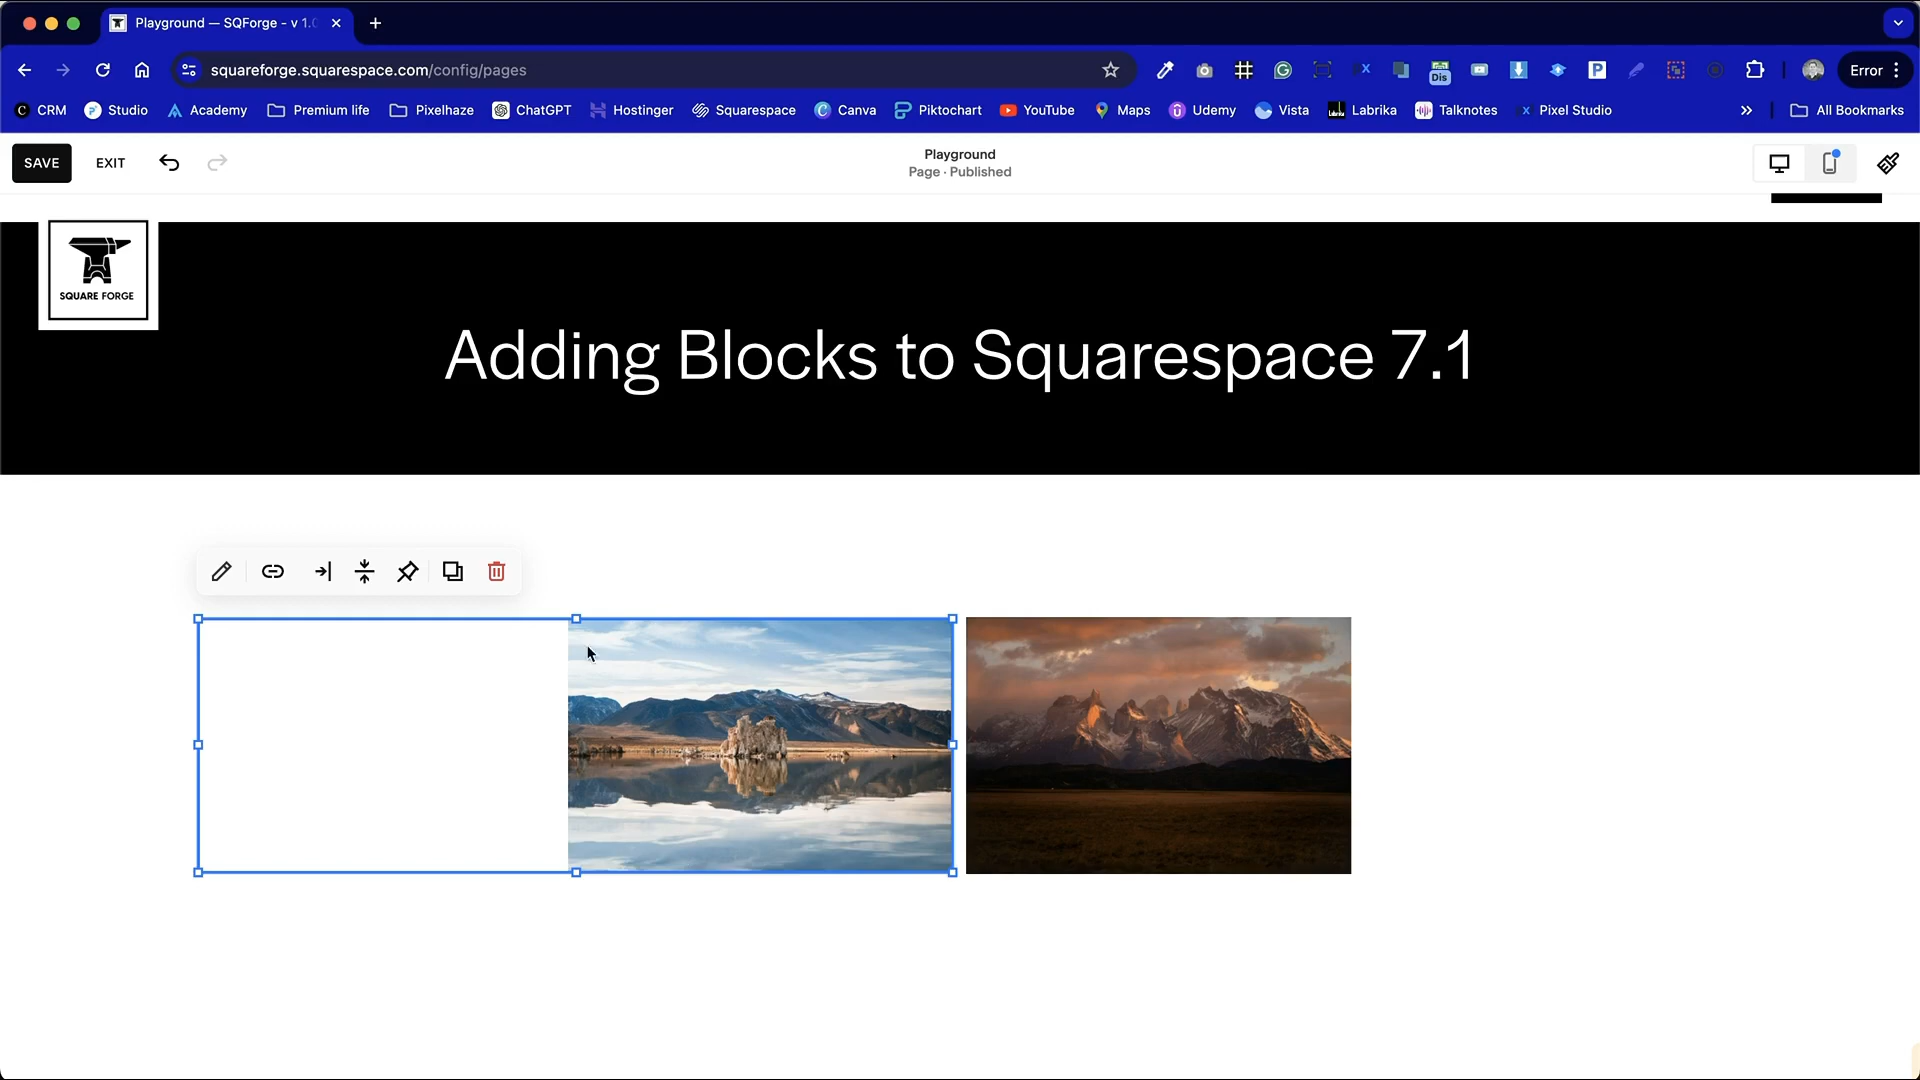 Playground — SQForge - v 1.0
squareforge.squarespace.com/config/pages
Dis
Error
CRM
Studio
Academy
Premium life
Pixelhaze
ChatGPT
Hostinger
Squarespace
Canva
Piktochart
YouTube
Maps
Udemy
Vista
Labrika
Talknotes
Pixel Studio
All Bookmarks
SAVE
EXIT
Playground
Page · Published
SQUARE FORGE
Adding Blocks to Squarespace 7.1